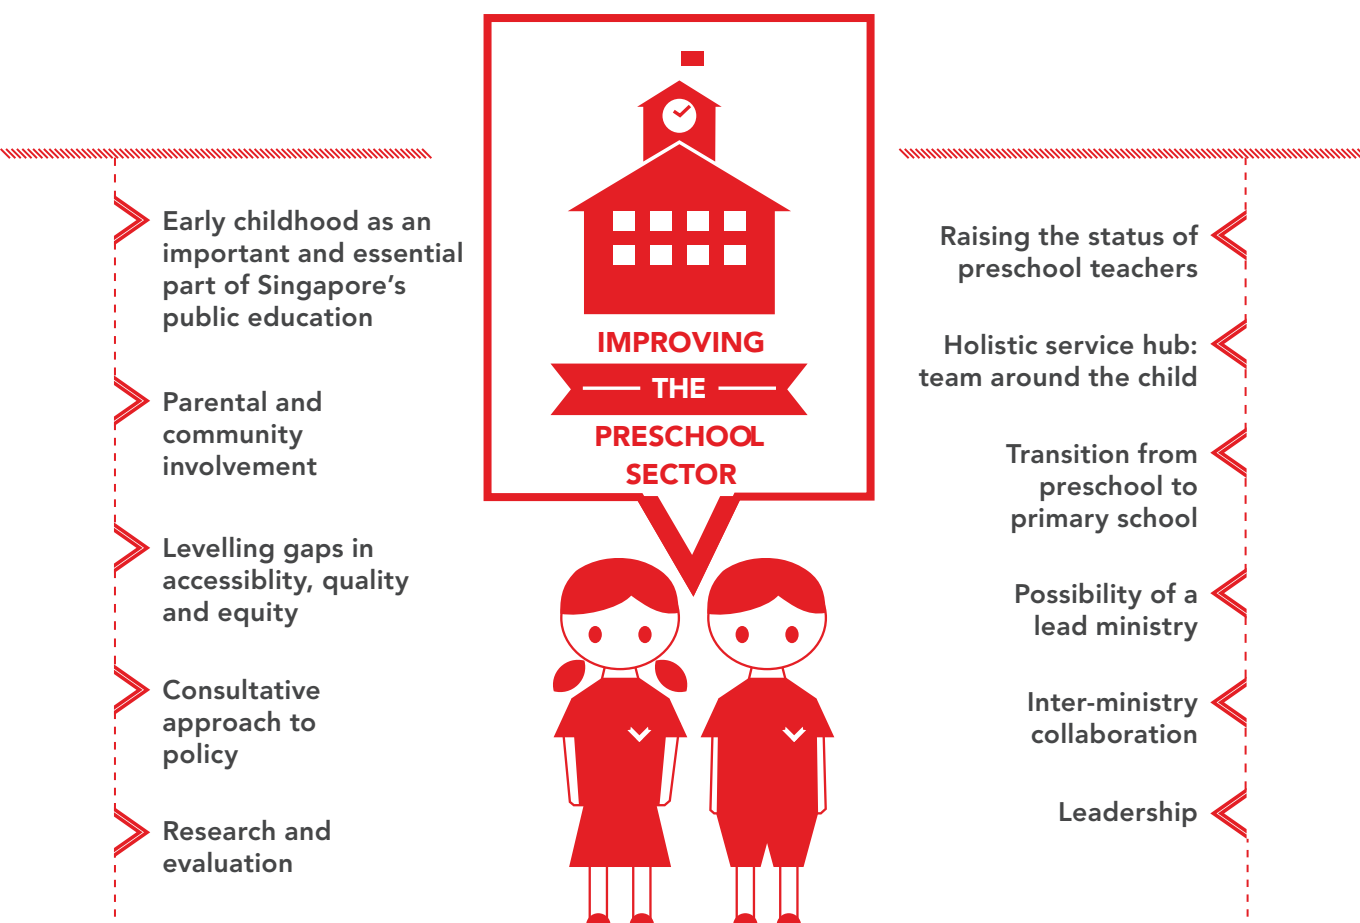 Early childhood as an
important and essential
part of Singapore’s
public education
Parental and
community
involvement
Levelling gaps in
accessiblity, quality
and equity
Consultative
approach to
policy
Research and
evaluation
IMPROVING
THE
PRESCHOOL
SECTOR
Raising the status of
preschool teachers
Holistic service hub:
team around the child
Transition from
preschool to
primary school
Possibility of a
lead ministry
Inter-ministry
collaboration
Leadership